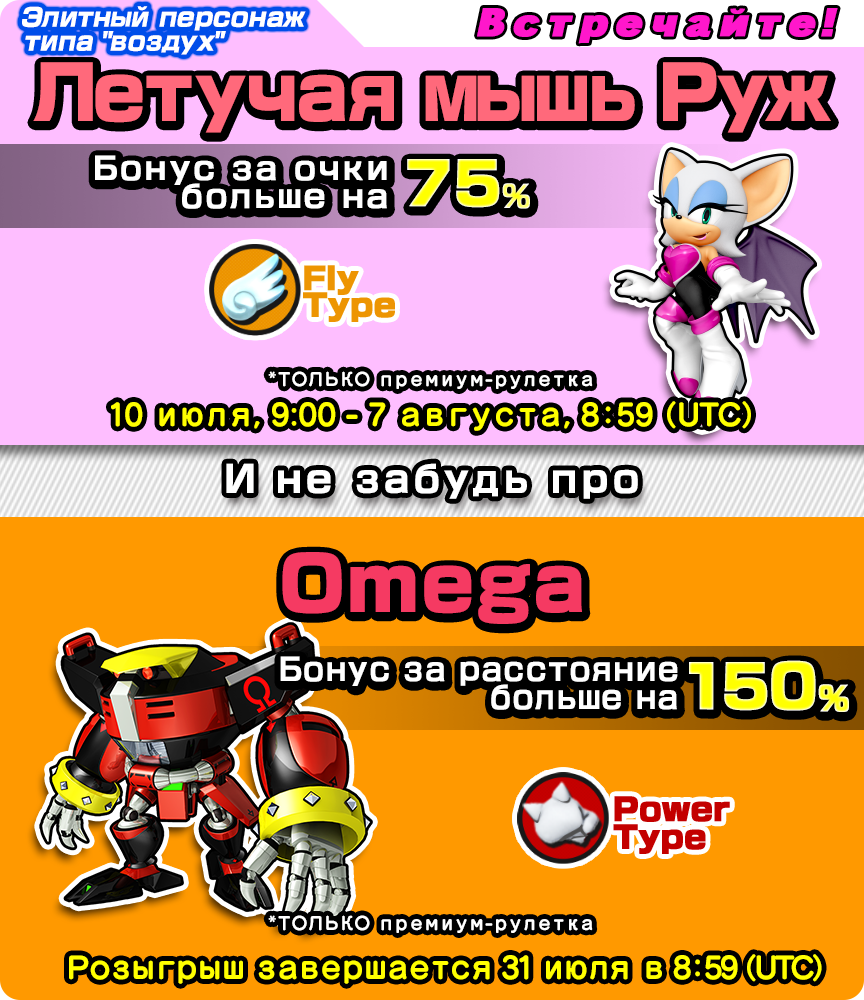 Элитный персонаж
типа "воздух"
Встречайте!
Летучая мышь Руж
Бонус за очки
больше на 75%
Fly
Type
*ТОЛЬКО премиум-рулетка
10 июля, 9:00 - 7 августа, 8:59 (UTC)
И не забудь про
Omega
Бонус за расстояние
больше на 150%
Ω
Power
Type
*ТОЛЬКО премиум-рулетка
Розыгрыш завершается 31 июля в 8:59 (UTC)